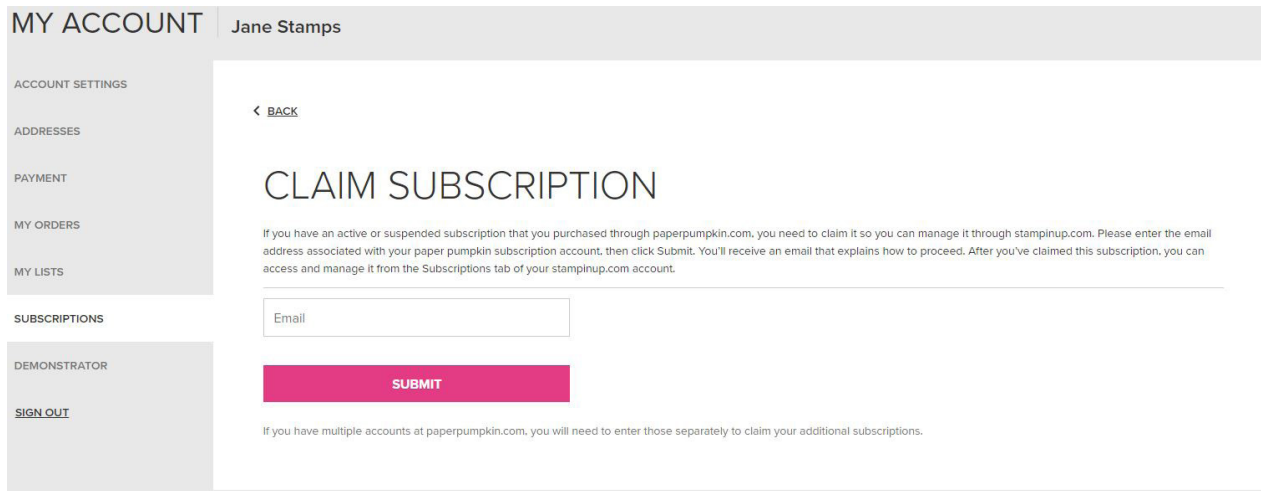 MY ACCOUNT
Jane Stamps
ACCOUNT SETTINGS
ADDRESSES
PAYMENT
MY ORDERS
MY LISTS
SUBSCRIPTIONS
DEMONSTRATOR
SIGN OUT
BACK
CLAIM SUBSCRIPTION
If you have an active or suspended subscription that you purchased through paperpumpkin.com, you need to claim it so you can manage it through stampinup.com. Please enter the email
address associated with your paper pumpkin subscription account, then click Submit. You'll receive an email that explains how to proceed. After you've claimed this subscription, you can
access and manage it from the Subscriptions tab of your stampinup.com account.
Email
SUBMIT
If you have multiple accounts at paperpumpkin.com, you will need to enter those separately to claim your additional subscriptions.